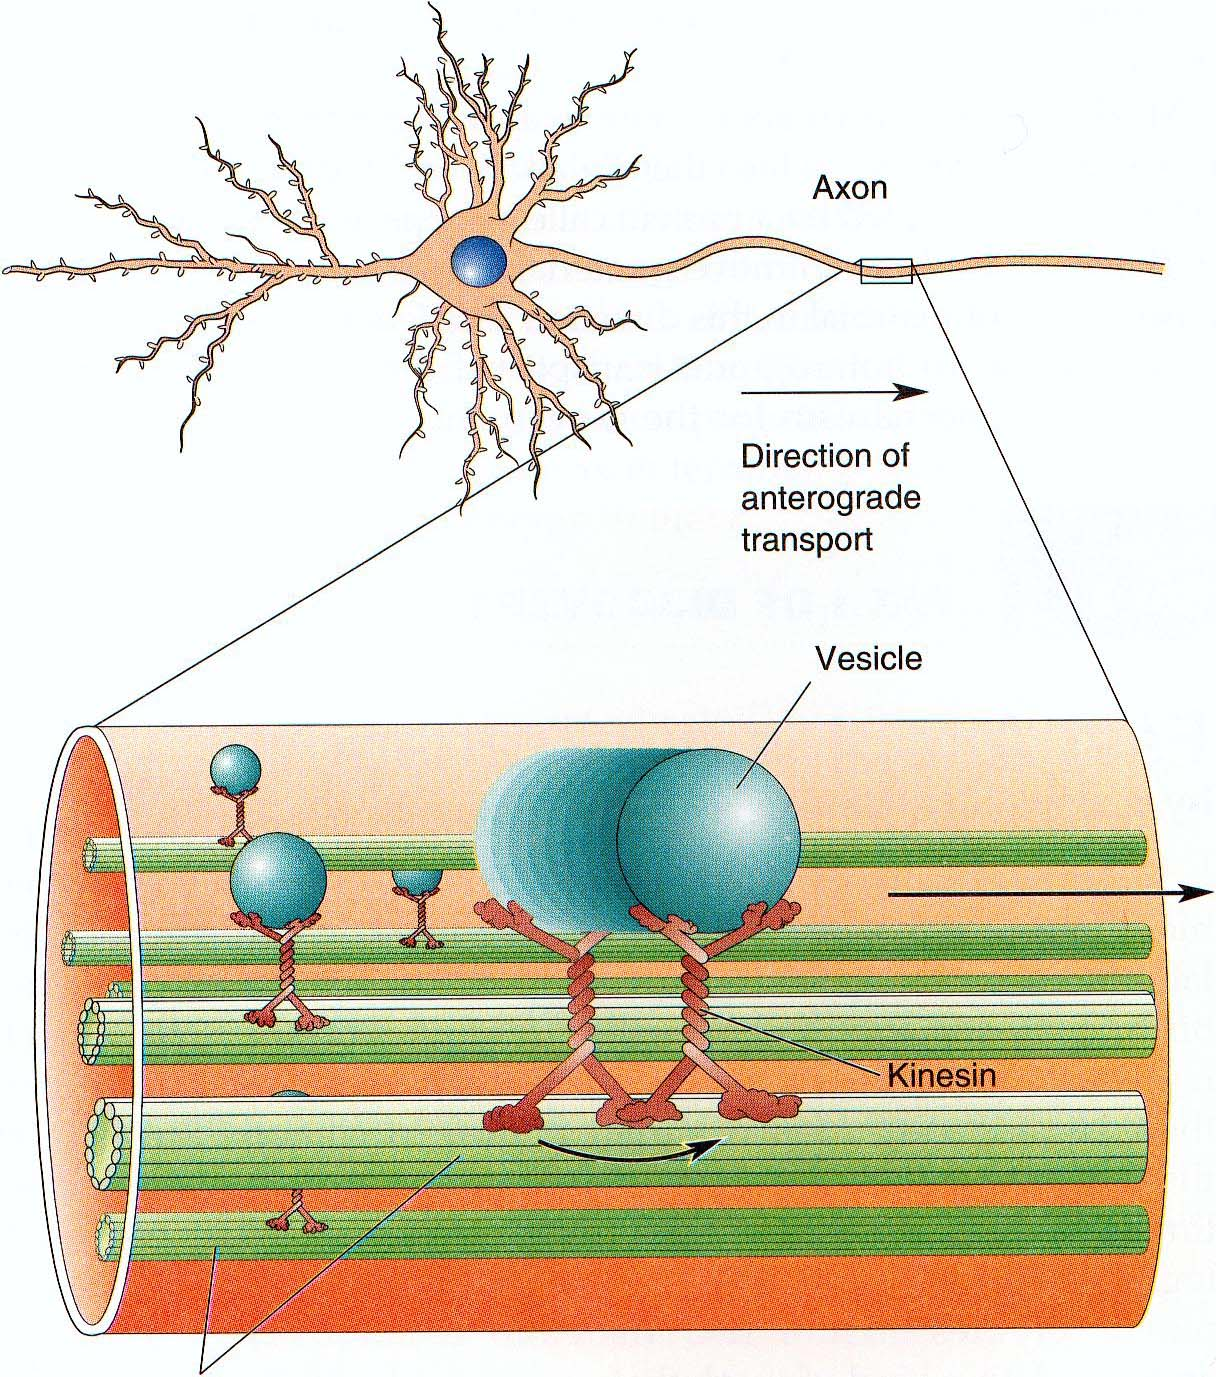 Axon
Direction of
anterograde
transport
Vesicle
Kinesin